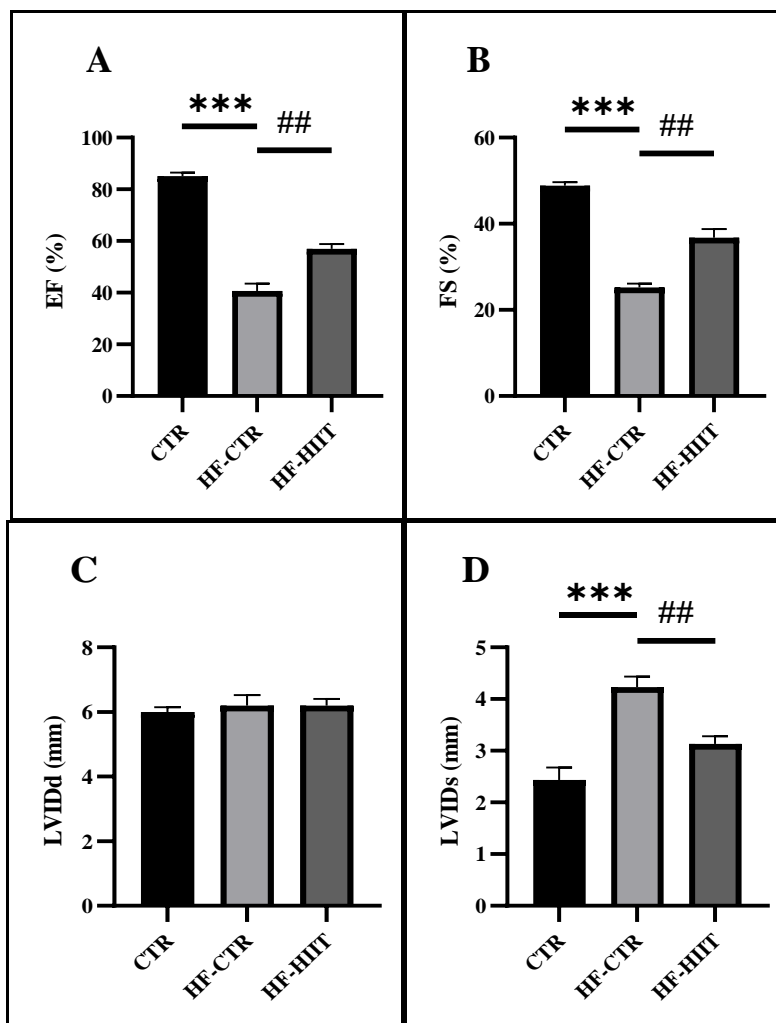 A
***
##
100
80
60
40
20
0
EF (%)
CTR
HF-CTR
HF-HIIT
B
***
##
60
40
20
0
FS (%)
CTR
HF-CTR
HF-HIIT
C
8
6
4
2
0
LVIDd (mm)
CTR
HF-CTR
HF-HIIT
D
***
##
5
4
3
2
1
0
LVIDs (mm)
CTR
HF-CTR
HF-HIIT